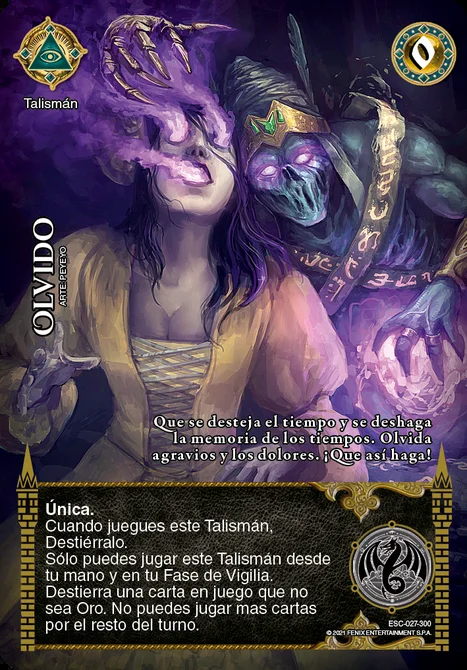 Talismán
0
OLVIDO
ARTE: PEYEYO
Que se desteja el tiempo y se deshaga
la memoria de los tiempos. Olvida
agravios y los dolores. ¡Que así haga!
Única.
Cuando juegues este Talismán,
Destiérralo.
Sólo puedes jugar este Talismán desde
tu mano y en tu Fase de Vigilia.
Destierra una carta en juego que no
sea Oro. No puedes jugar mas cartas
por el resto del turno.
ESC-027-300
© 2021 FENIX ENTERTAINMENT S.P.A.